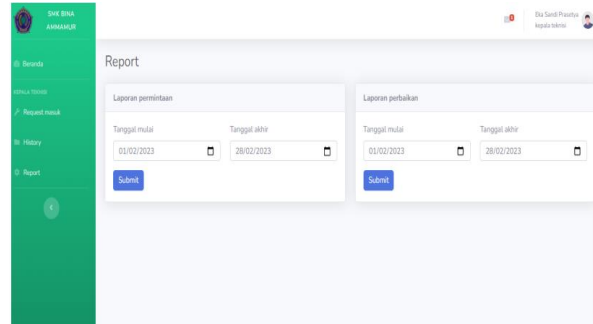 SMK BINA
AMMAMUR
Eka Sandi Prasetya
kepala teknisi
Beranda
KEPALA TEKNISI
Request masuk
History
Report
Report
Laporan permintaan
Tanggal mulai
Tanggal akhir
01/02/2023
28/02/2023
Submit
Laporan perbaikan
Tanggal mulai
Tanggal akhir
01/02/2023
28/02/2023
Submit